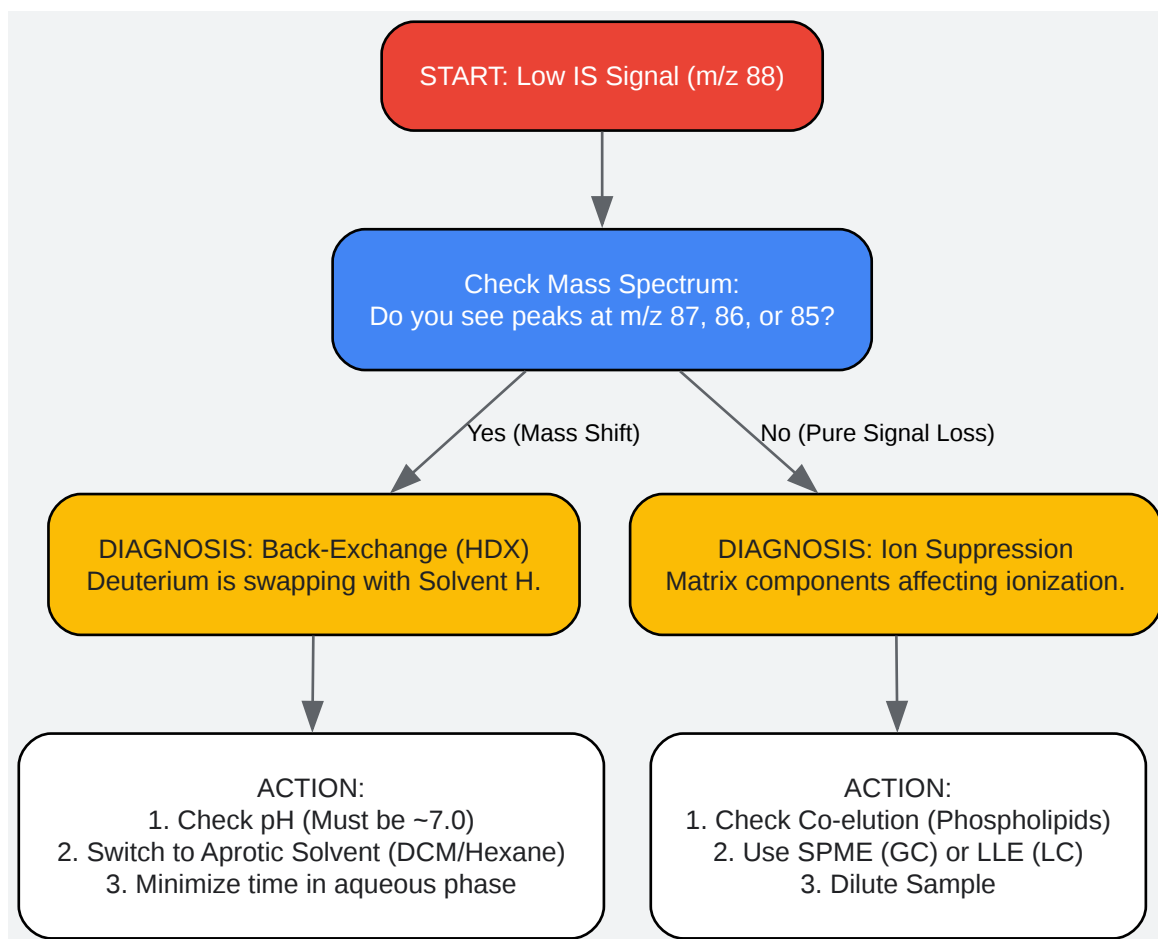 START: Low IS Signal (m/z 88)
Check Mass Spectrum:
Do you see peaks at m/z 87, 86, or 85?
Yes (Mass Shift)
No (Pure Signal Loss)
DIAGNOSIS: Back-Exchange (HDX)
Deuterium is swapping with Solvent H.
DIAGNOSIS: Ion Suppression
Matrix components affecting ionization.
ACTION:
1. Check pH (Must be ~7.0)
2. Switch to Aprotic Solvent (DCM/Hexane)
3. Minimize time in aqueous phase
ACTION:
1. Check Co-elution (Phospholipids)
2. Use SPME (GC) or LLE (LC)
3. Dilute Sample